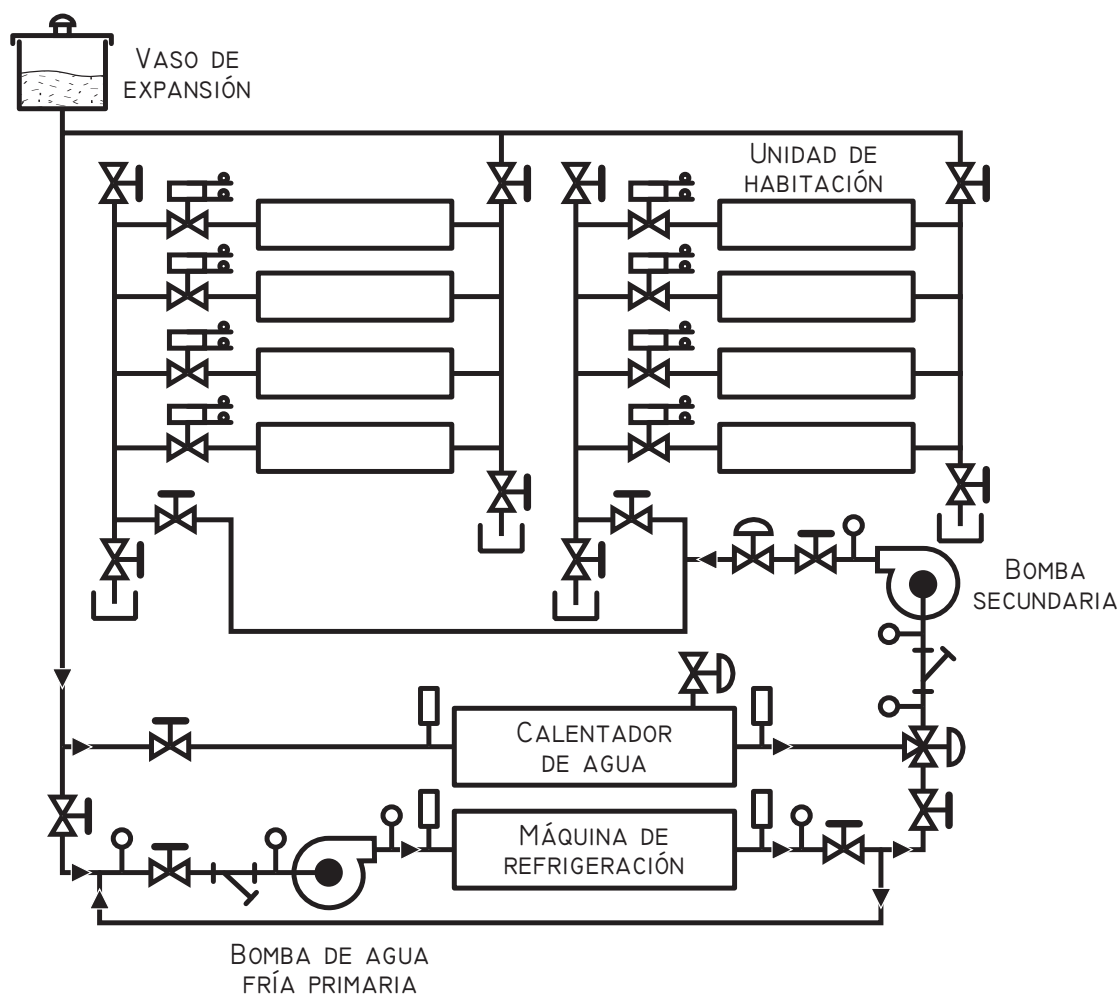 VASO DE
EXPANSIÓN
UNIDAD DE
HABITACIÓN
BOMBA
SECUNDARIA
CALENTADOR
DE AGUA
MÁQUINA DE
REFRIGERACIÓN
BOMBA DE AGUA
FRÍA PRIMARIA